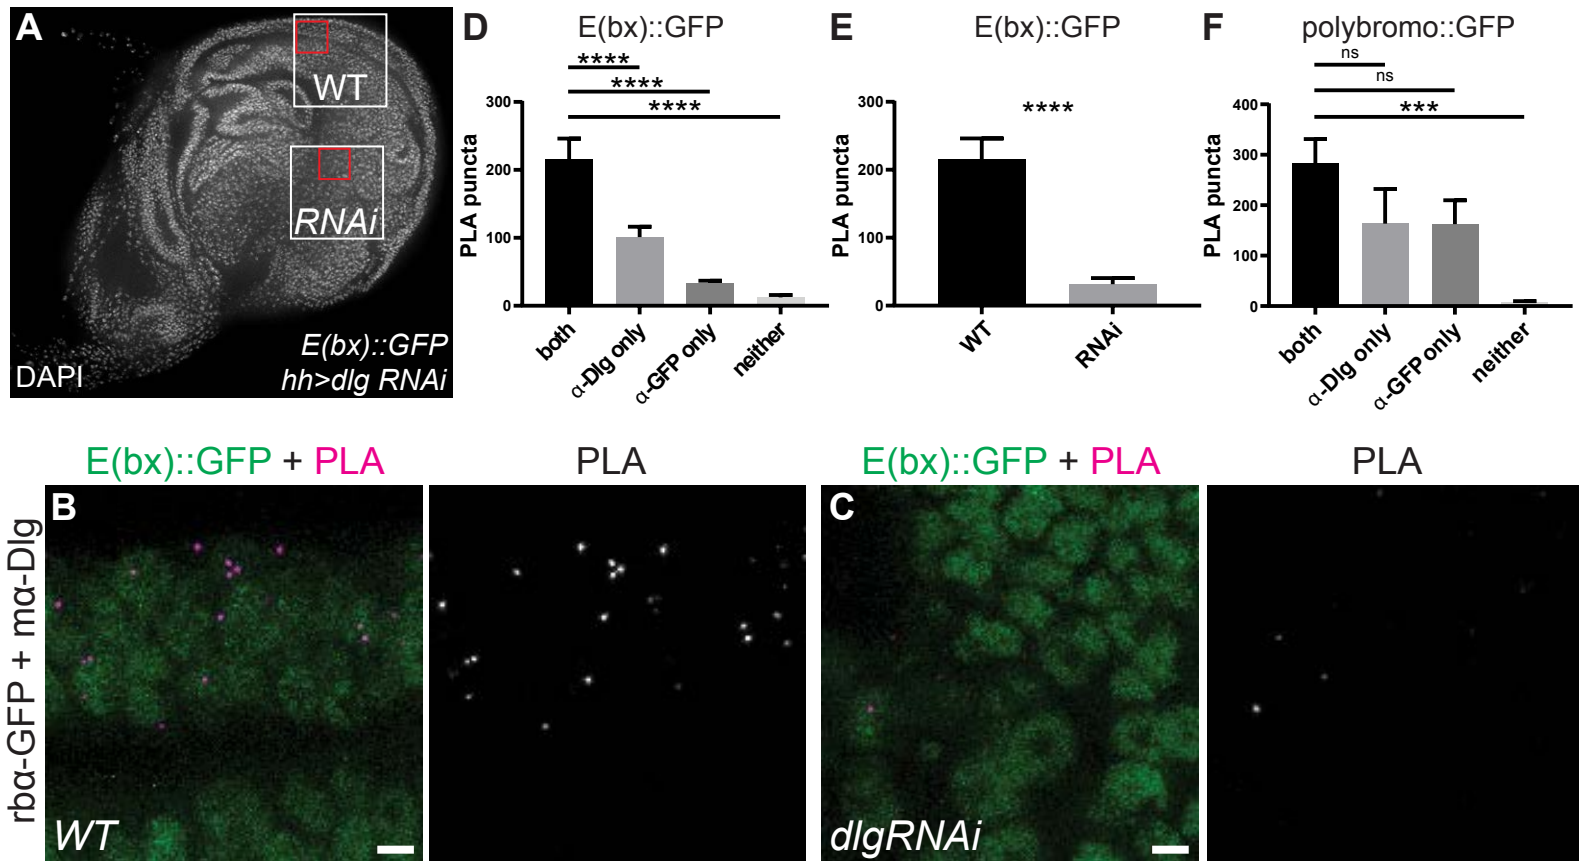 A
WT
RNAi
DAPI
E(bx)::GFP
hh>dlg RNAi
D
E(bx)::GFP
****
****
****
PLA puncta
300
200
100
0
both
α-Dlg only
α-GFP only
neither
E
E(bx)::GFP
****
PLA puncta
300
200
100
0
WT
RNAi
F
polybromo::GFP
ns
ns
***
PLA puncta
400
300
200
100
0
both
α-Dlg only
α-GFP only
neither
rbα-GFP + mα-Dlg
E(bx)::GFP + PLA
B
WT
PLA
E(bx)::GFP + PLA
C
dlgRNAi
PLA